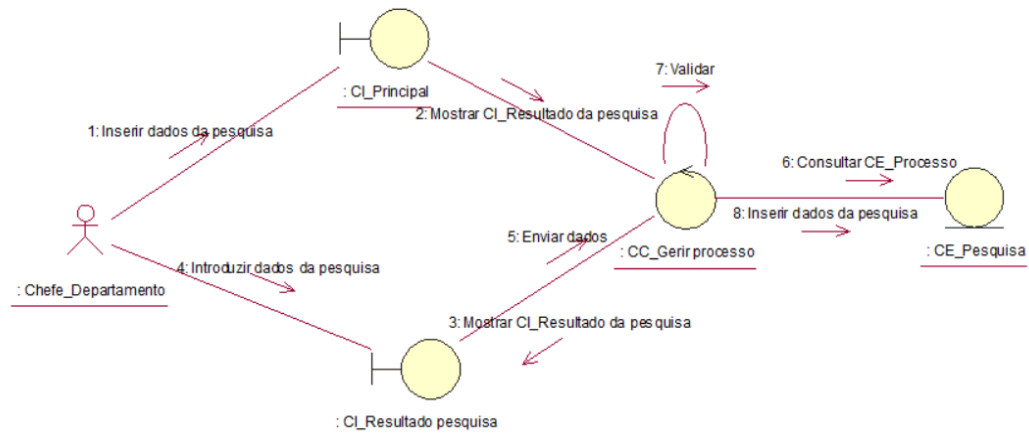 : CI_Principal
7: Validar
2: Mostrar CI_Resultado da pesquisa
1: Inserir dados da pesquisa
6: Consultar CE_Processo
8: Inserir dados da pesquisa
5: Enviar dados
: CC_Gerir processo
: CE_Pesquisa
4: Introduzir dados da pesquisa
: Chefe_Departamento
3: Mostrar CI_Resultado da pesquisa
: CI_Resultado pesquisa